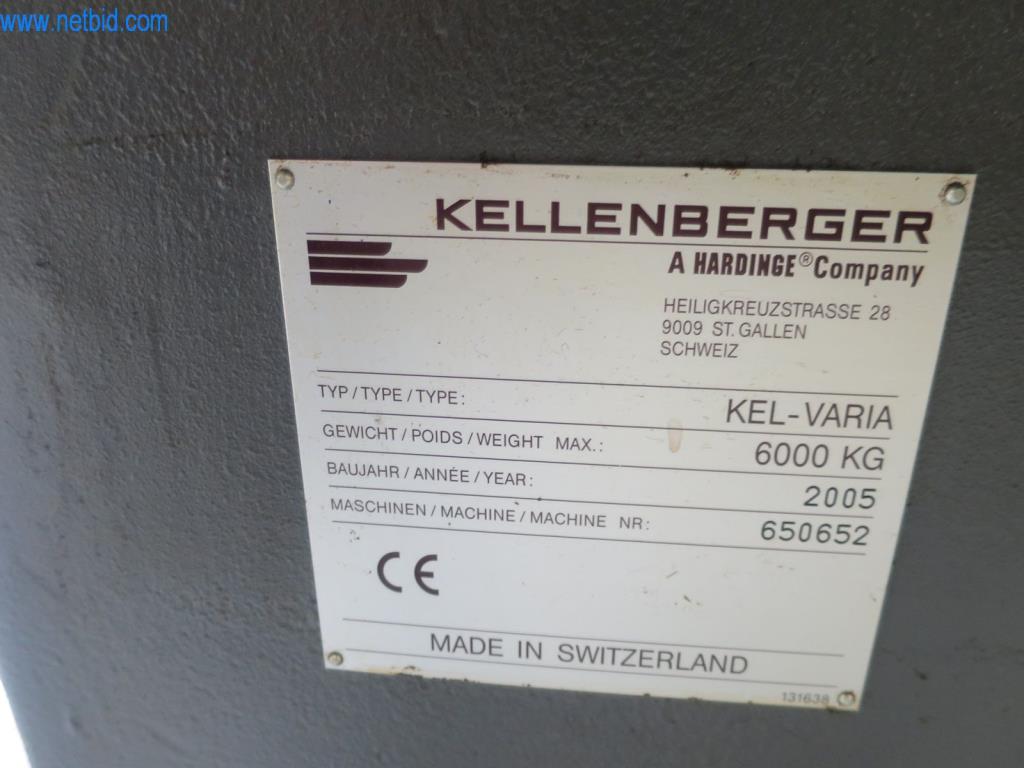 www.netbid.com
KELLENBERGER
A HARDINGE® Company
HEILIGKREUZSTRASSE 28
9009 ST. GALLEN
SCHWEIZ
TYP / TYPE / TYPE: KEL-VARIA
GEWICHT / POIDS / WEIGHT MAX.: 6000 KG
BAUJAHR / ANNÉE / YEAR: 2005
MASCHINEN / MACHINE / MACHINE NR: 650652
CE
MADE IN SWITZERLAND
131638